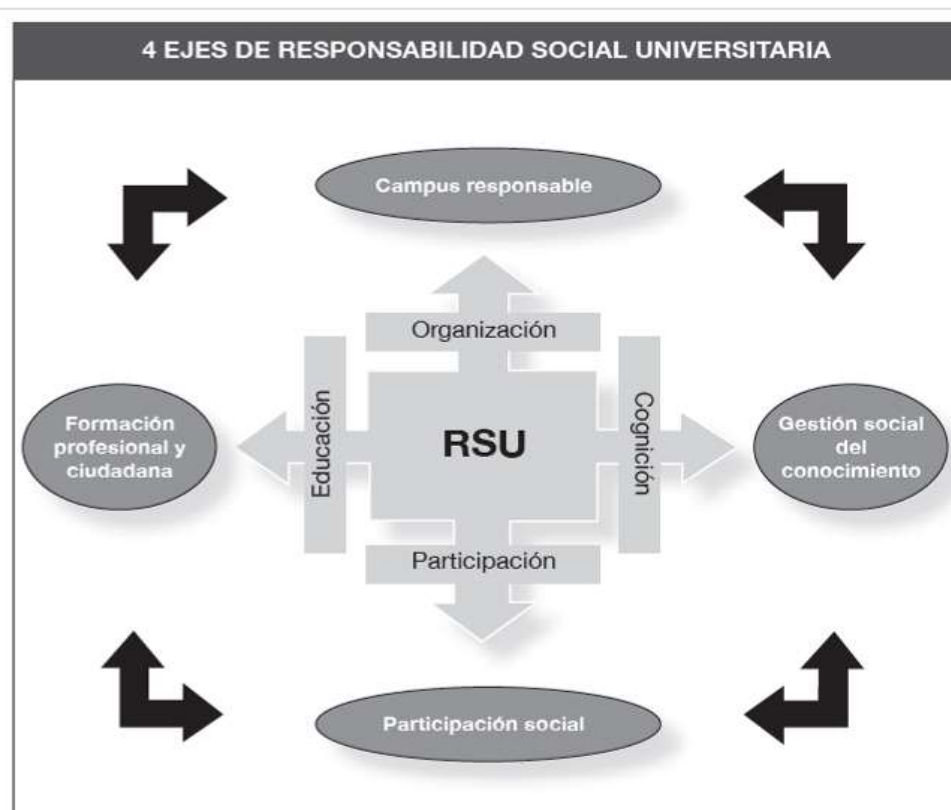 4 EJES DE RESPONSABILIDAD SOCIAL UNIVERSITARIA
Campus responsable
Organización
Formación
profesional y
ciudadana
Educación
RSU
Cognición
Gestión social
del
conocimiento
Participación
Participación social